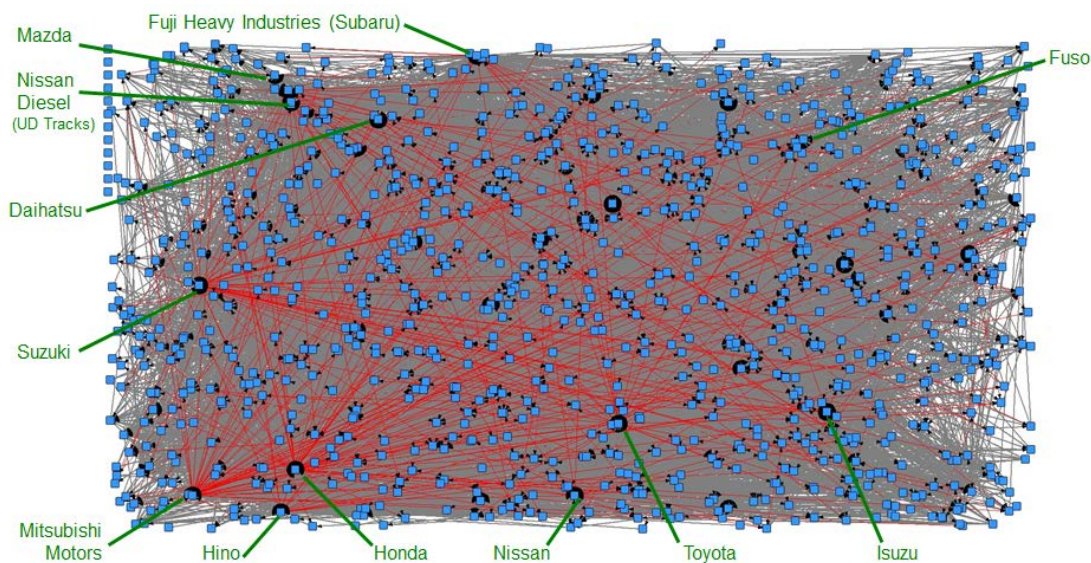 Fuji Heavy Industries (Subaru)
Mazda
Fuso
Nissan
Diesel
(UD Tracks)
Daihatsu
Suzuki
Mitsubishi
Motors
Hino
Honda
Nissan
Toyota
Isuzu